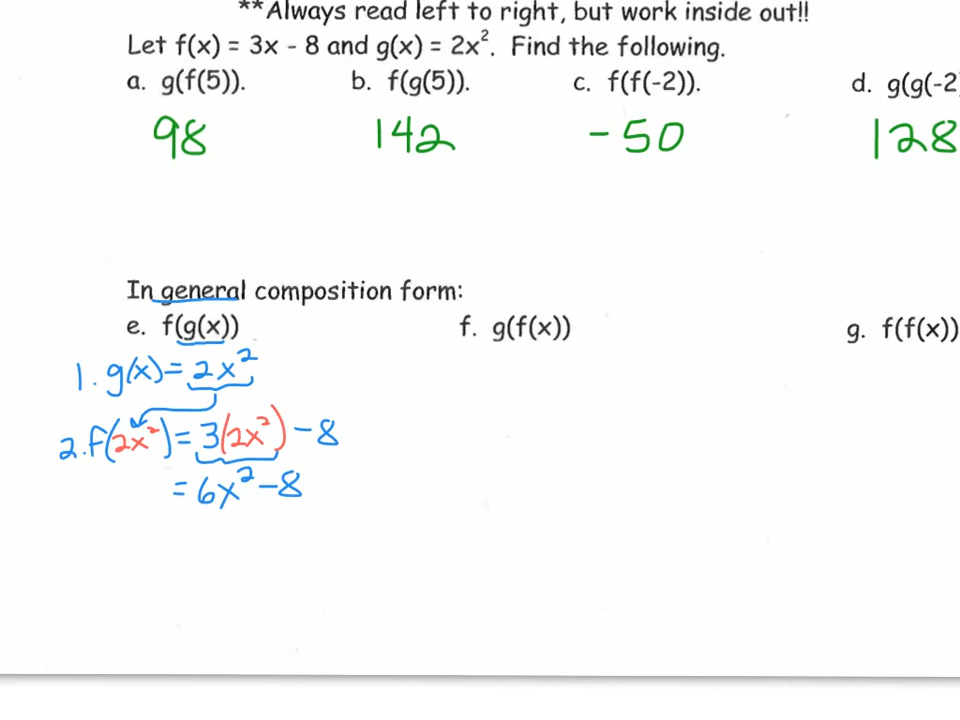 **Always read left to right, but work inside out!!
Let f(x) = 3x - 8 and g(x) = 2x². Find the following.
a. g(f(5)). b. f(g(5)). c. f(f(-2)). d. g(g(-2
98 142 -50 128
In general composition form:
e. f(g(x)) f. g(f(x)) g. f(f(x))
1. g(x) = 2x²
2. f(2x²) = 3(2x²) - 8
= 6x² - 8